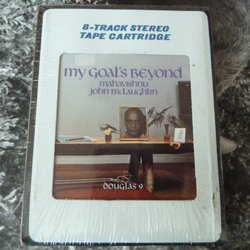 8-TRACK STEREO
TAPE CARTRIDGE
my Goal's Beyond
mahavishnu
John mclaughlin
Douglas 9